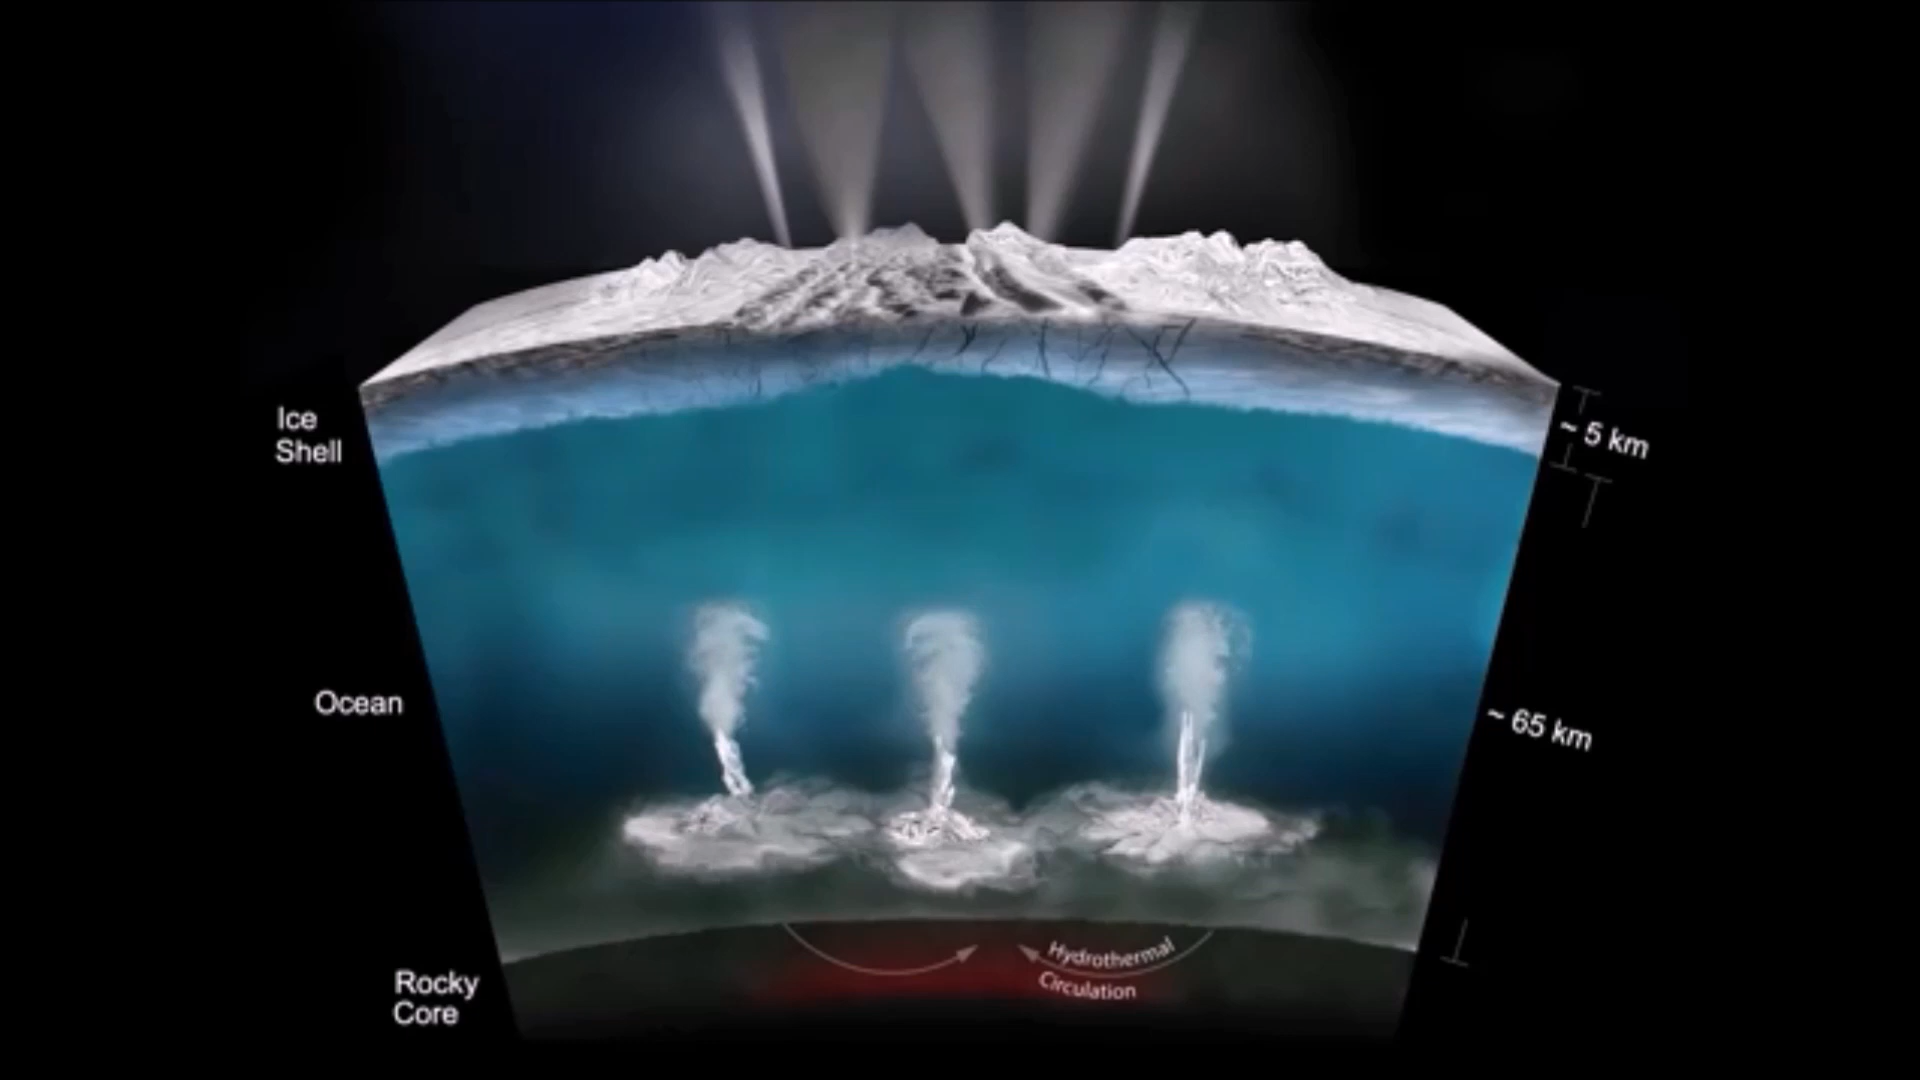 Ice
Shell
~ 5 km
Ocean
~ 65 km
Hydrothermal
Circulation
Rocky
Core